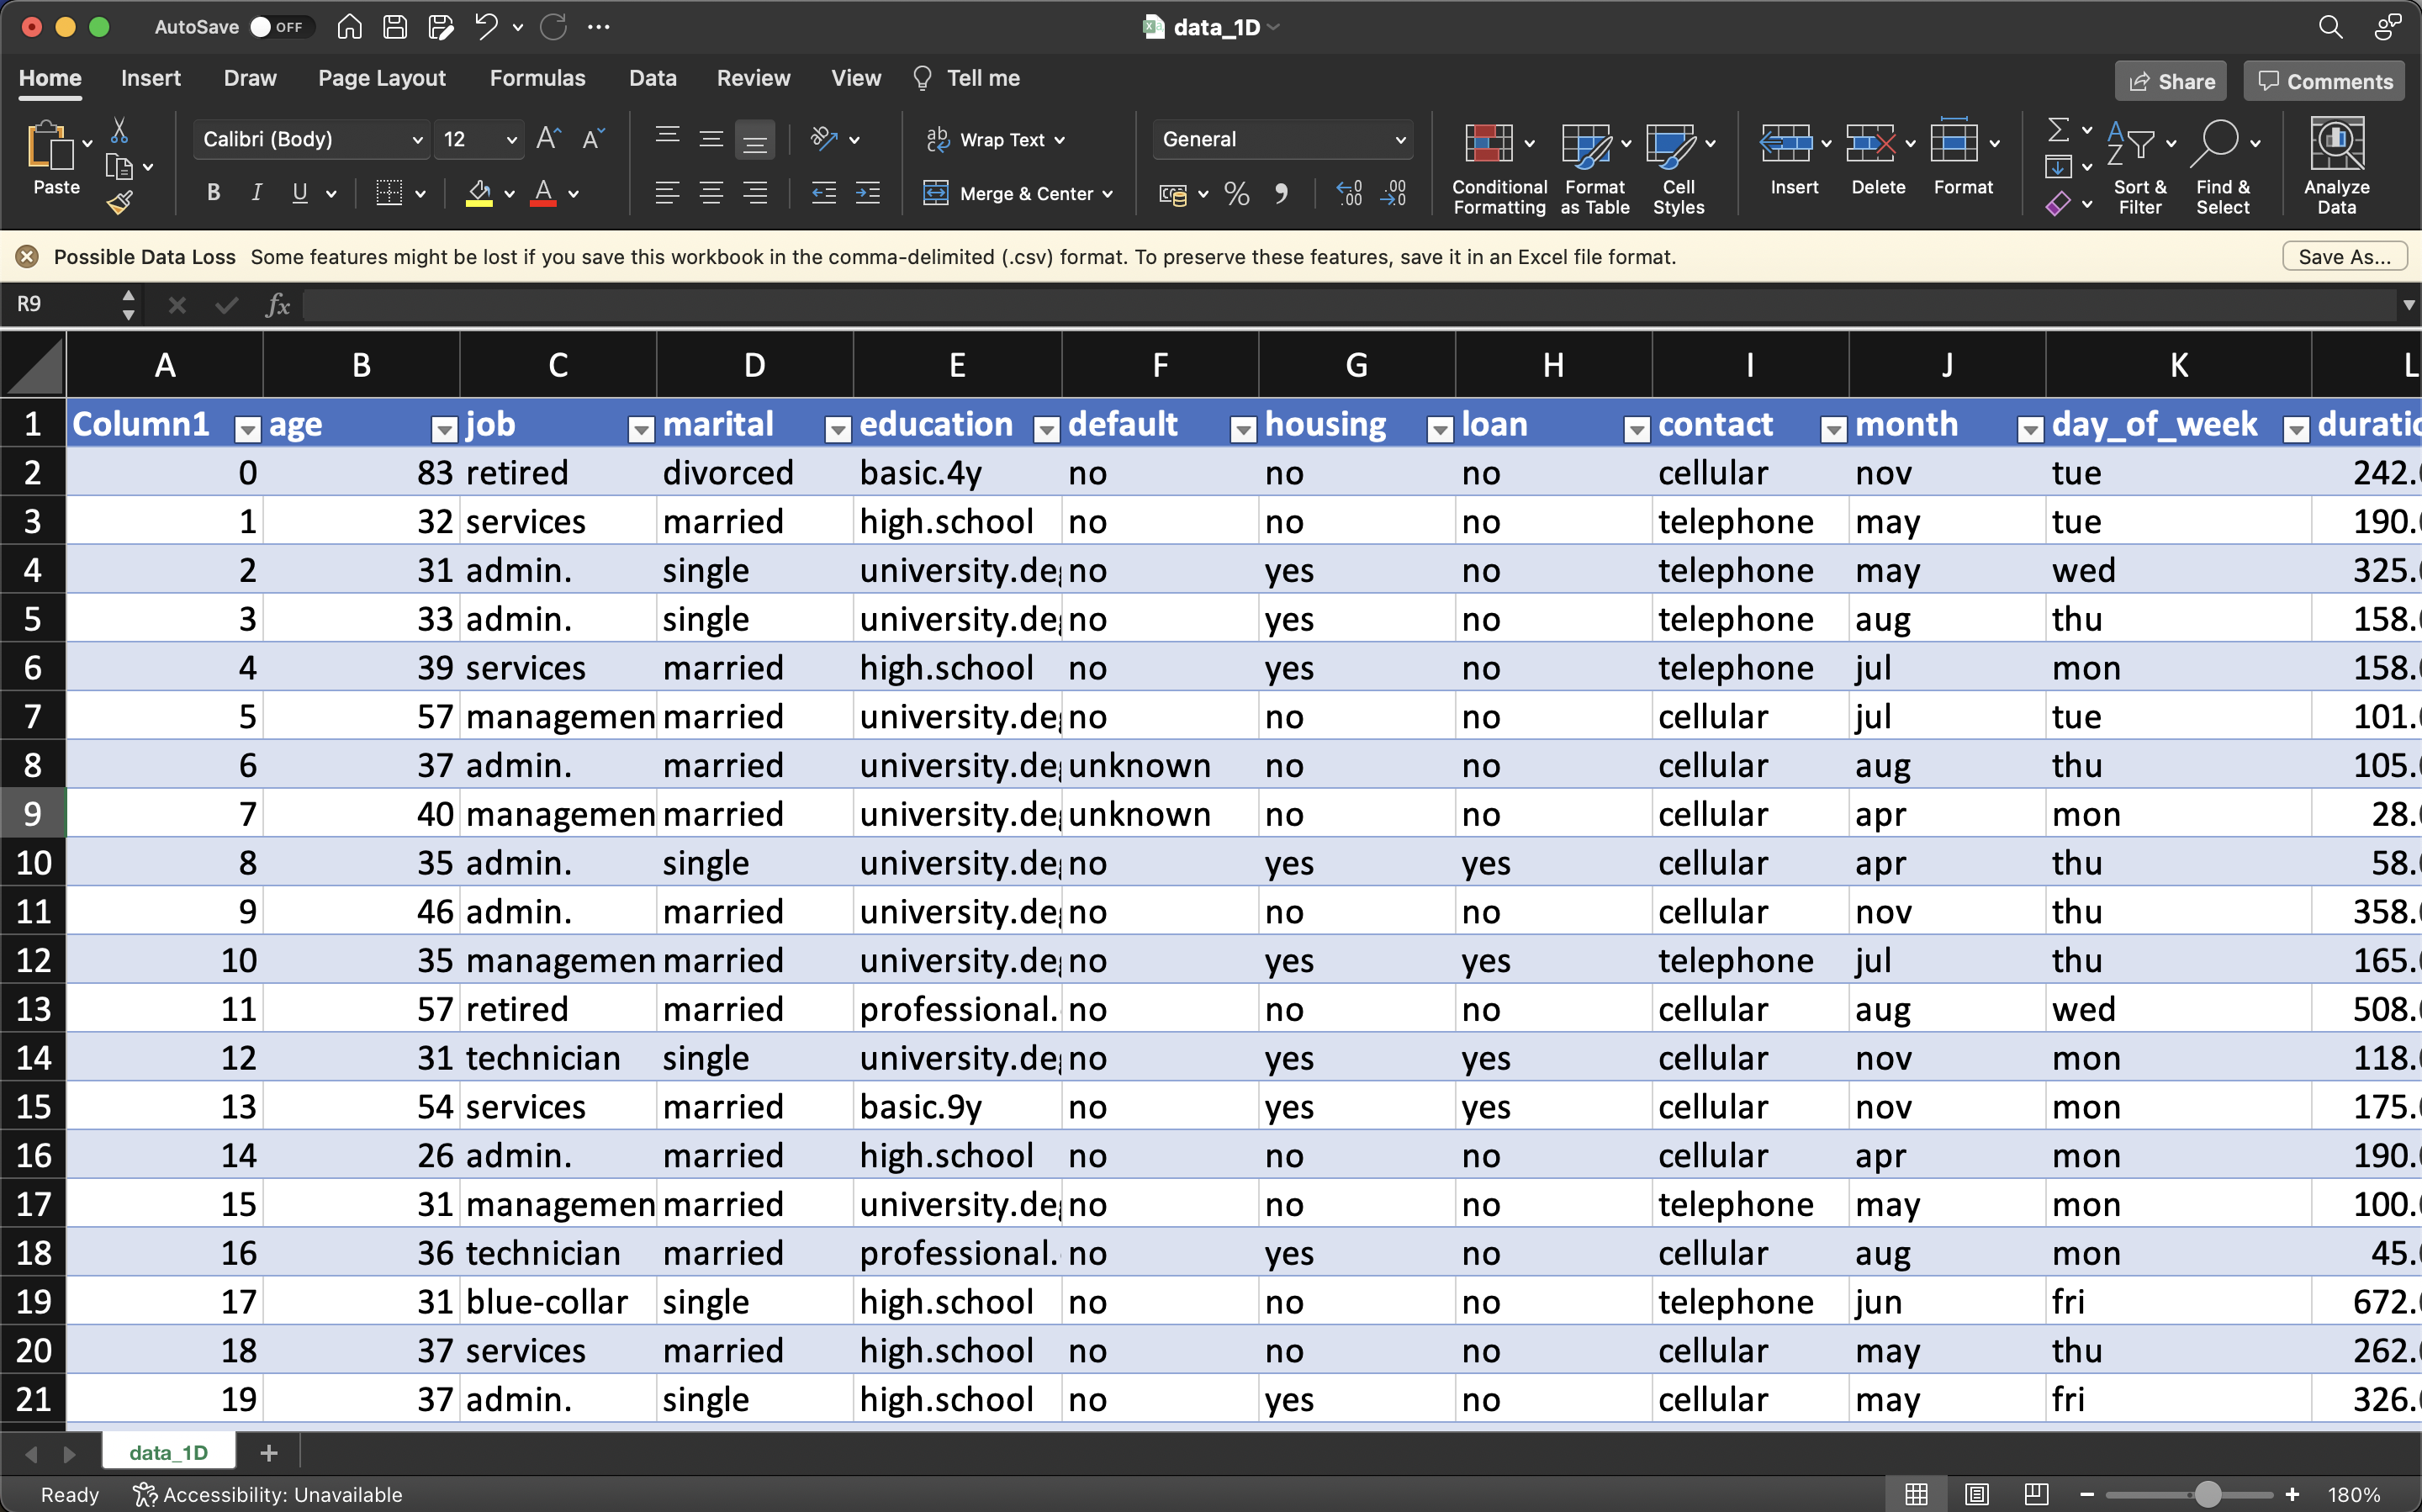 AutoSave OFF data_1D
Home Insert Draw Page Layout Formulas Data Review View Tell me Share Comments
Paste Calibri (Body) 12 Wrap Text General Conditional Formatting Format as Table Cell Styles Insert Delete Format Sort & Filter Find & Select Analyze Data
B I U Merge & Center
Possible Data Loss Some features might be lost if you save this workbook in the comma-delimited (.csv) format. To preserve these features, save it in an Excel file format. Save As...
R9 fx
A B C D E F G H I J K L
1 Column1 age job marital education default housing loan contact month day_of_week duratio
2 0 83 retired divorced basic.4y no no no cellular nov tue 242.
3 1 32 services married high.school no no no telephone may tue 190.
4 2 31 admin. single university.de no yes no telephone may wed 325.
5 3 33 admin. single university.de no yes no telephone aug thu 158.
6 4 39 services married high.school no yes no telephone jul mon 158.
7 5 57 managemen married university.de no no no cellular jul tue 101.
8 6 37 admin. married university.de unknown no no cellular aug thu 105.
9 7 40 managemen married university.de unknown no no cellular apr mon 28.
10 8 35 admin. single university.de no yes yes cellular apr thu 58.
11 9 46 admin. married university.de no no no cellular nov thu 358.
12 10 35 managemen married university.de no yes yes telephone jul thu 165.
13 11 57 retired married professional. no no no cellular aug wed 508.
14 12 31 technician single university.de no yes yes cellular nov mon 118.
15 13 54 services married basic.9y no yes yes cellular nov mon 175.
16 14 26 admin. married high.school no no no cellular apr mon 190.
17 15 31 managemen married university.de no no no telephone may mon 100.
18 16 36 technician married professional. no yes no cellular aug mon 45.
19 17 31 blue-collar single high.school no no no telephone jun fri 672.
20 18 37 services married high.school no no no cellular may thu 262.
21 19 37 admin. single high.school no yes no cellular may fri 326.
data_1D
Ready Accessibility: Unavailable 180%